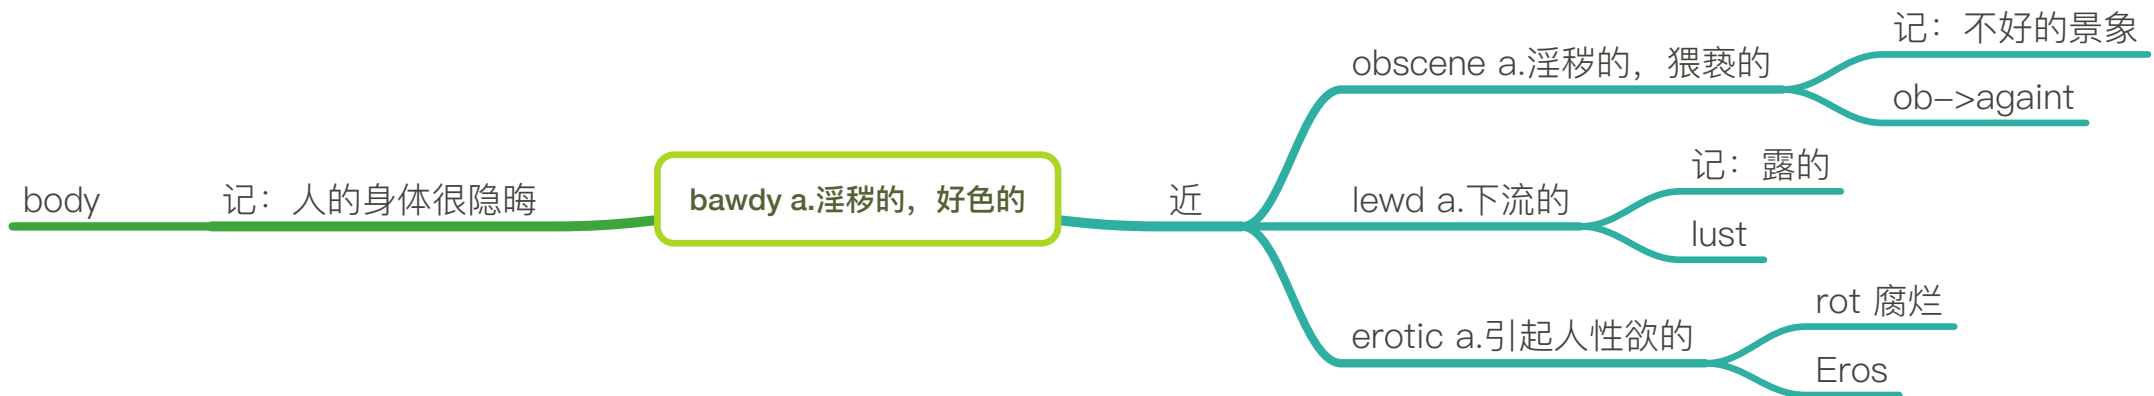 body
记：人的身体很隐晦
bawdy a.淫秽的，好色的
近
obscene a.淫秽的，猥亵的
记：不好的景象
ob->againt
lewd a.下流的
记：露的
lust
erotic a.引起人性欲的
rot 腐烂
Eros